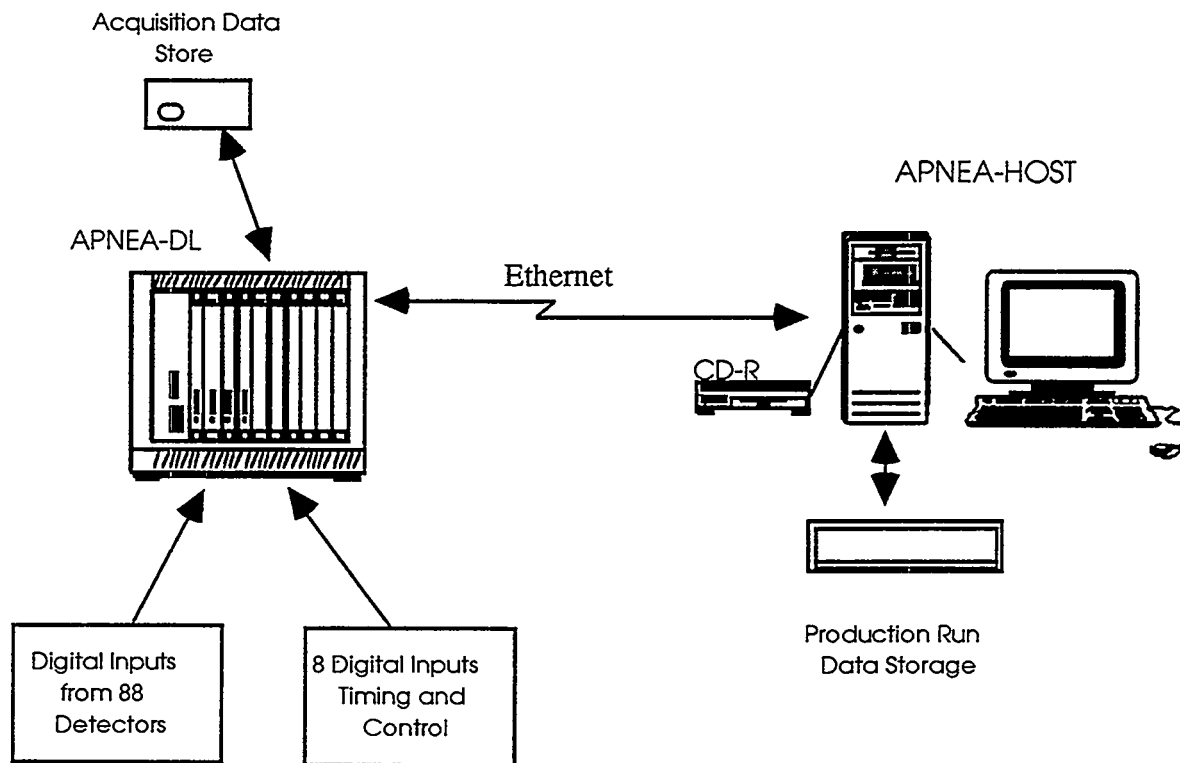 Acquisition Data
Store
APNEA-HOST
APNEA-DL
Ethernet
CD-R
Digital Inputs
from 88
Detectors
8 Digital Inputs
Timing and
Control
Production Run
Data Storage